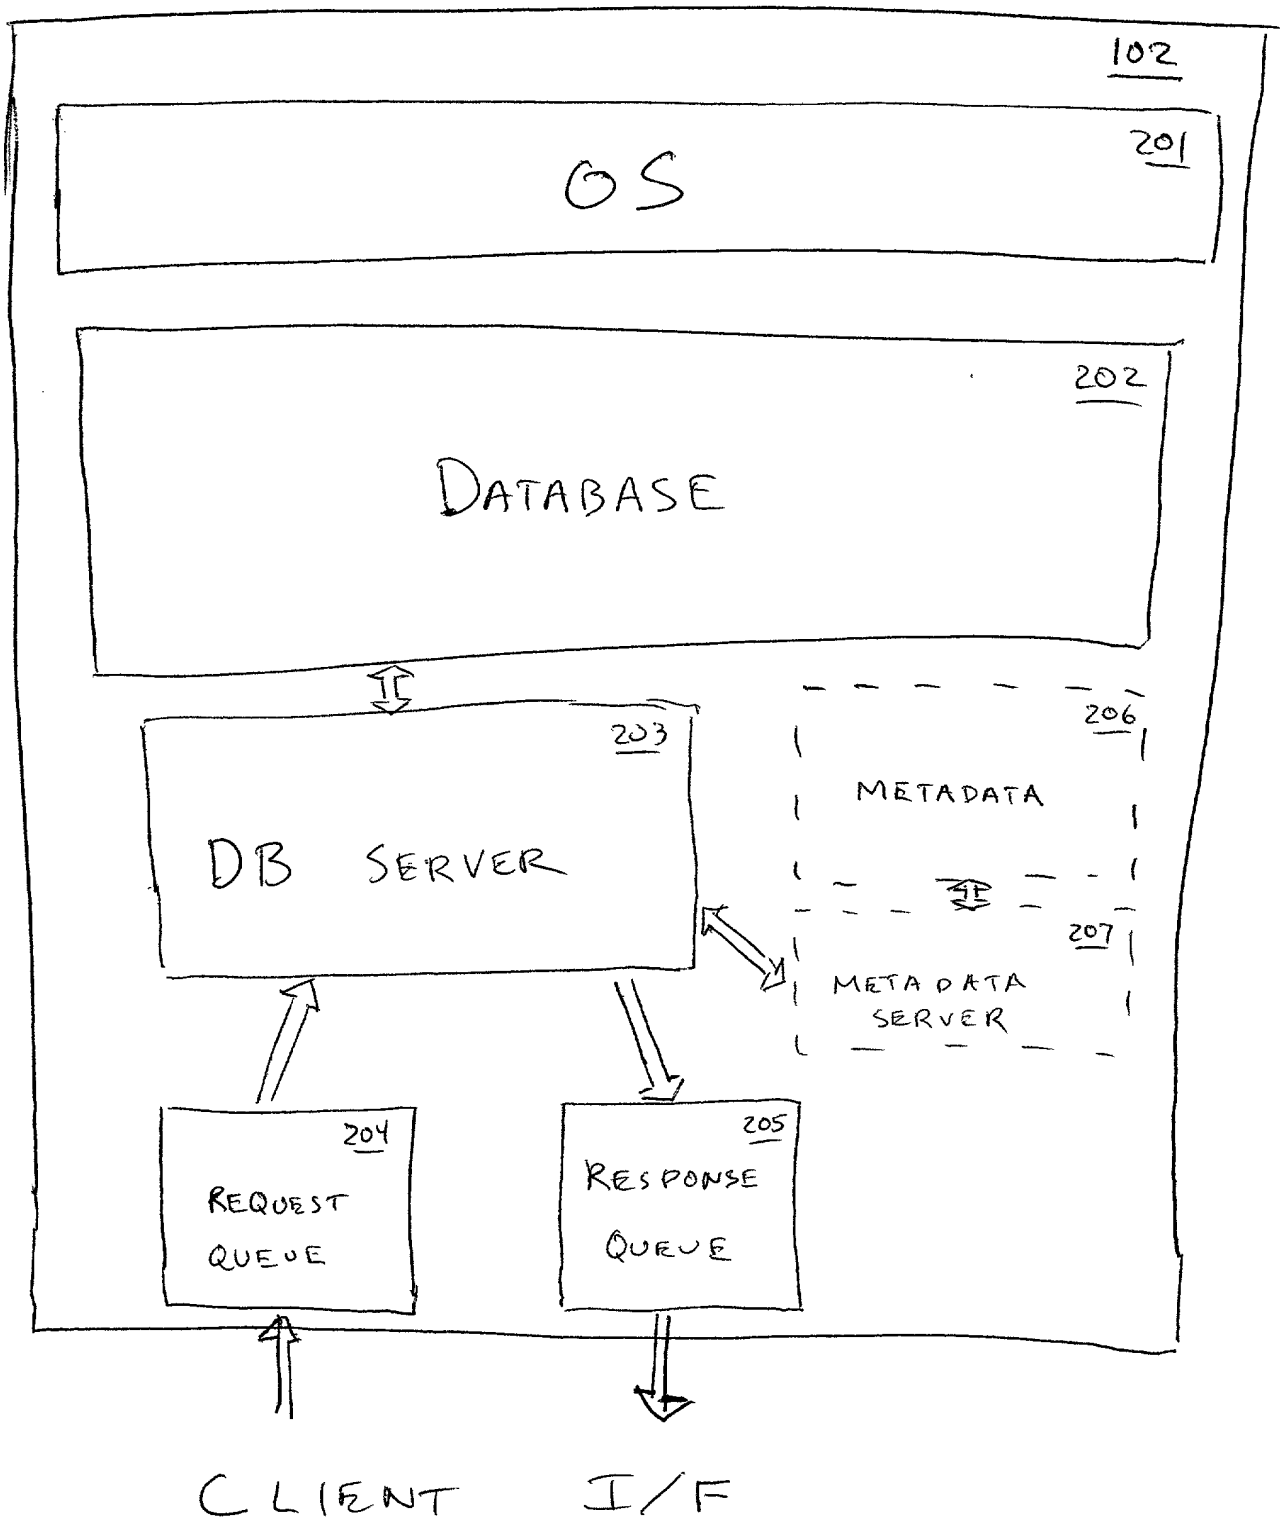 102
201
OS
202
DATABASE
203
DB SERVER
206
METADATA
207
METADATA
SERVER
204
REQUEST
QUEUE
205
RESPONSE
QUEUE
CLIENT I/F